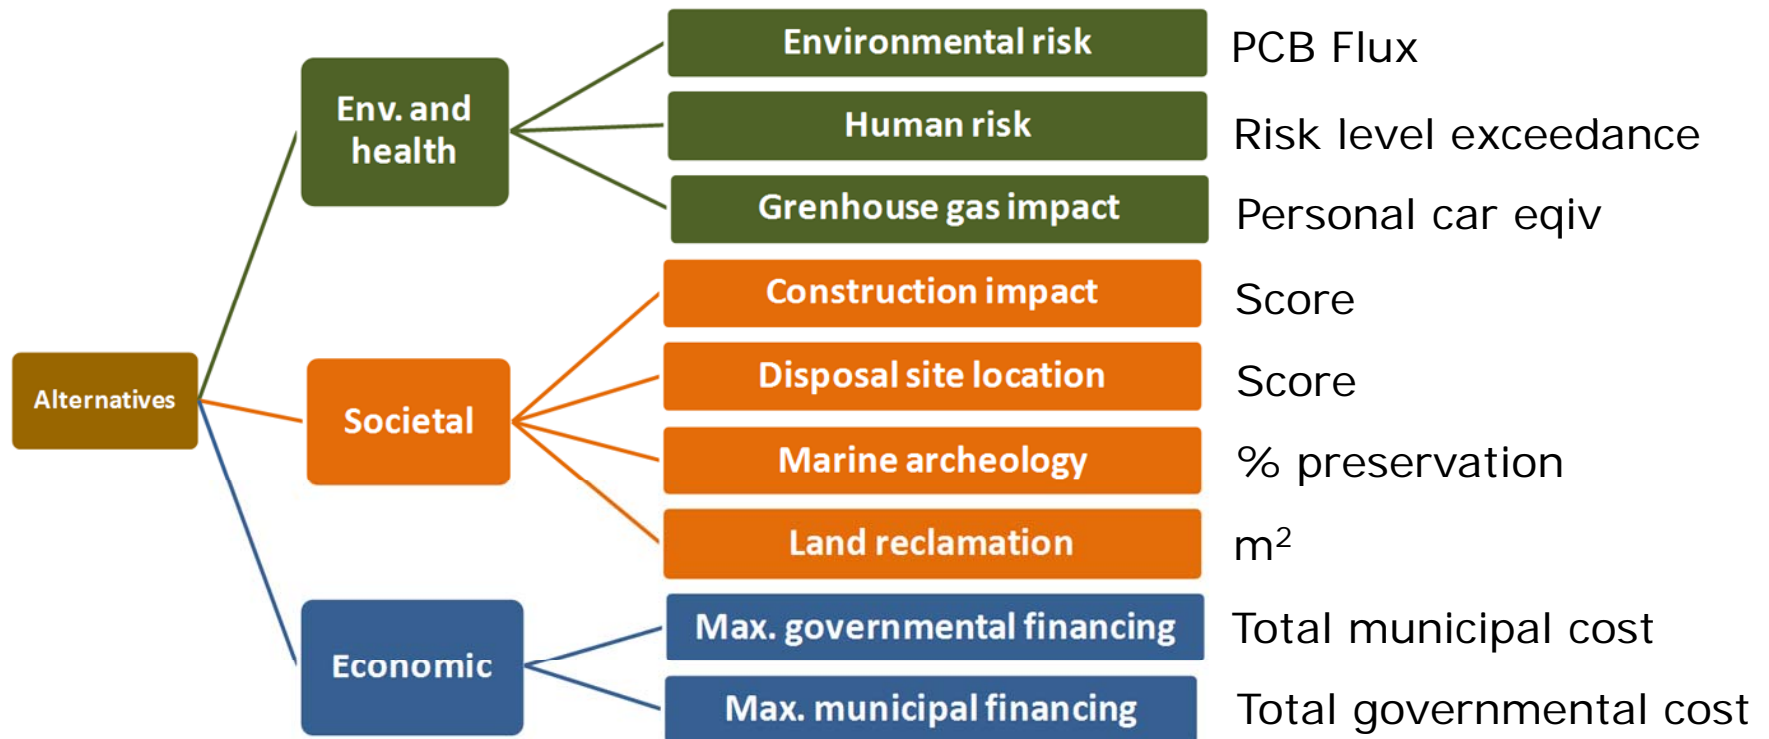 Environmental risk PCB Flux
Env. and
health
Human risk Risk level exceedance
Grenhouse gas impact Personal car eqiv
Construction impact Score
Alternatives
Societal
Disposal site location Score
Marine archeology % preservation
Land reclamation m²
Economic
Max. governmental financing Total municipal cost
Max. municipal financing Total governmental cost